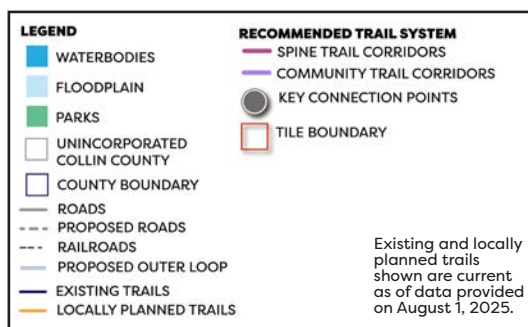 LEGEND
WATERBODIES
FLOODPLAIN
PARKS
UNINCORPORATED
COLLIN COUNTY
COUNTY BOUNDARY
ROADS
PROPOSED ROADS
RAILROADS
PROPOSED OUTER LOOP
EXISTING TRAILS
LOCALLY PLANNED TRAILS
RECOMMENDED TRAIL SYSTEM
SPINE TRAIL CORRIDORS
COMMUNITY TRAIL CORRIDORS
KEY CONNECTION POINTS
TILE BOUNDARY
Existing and locally
planned trails
shown are current
as of data provided
on August 1, 2025.